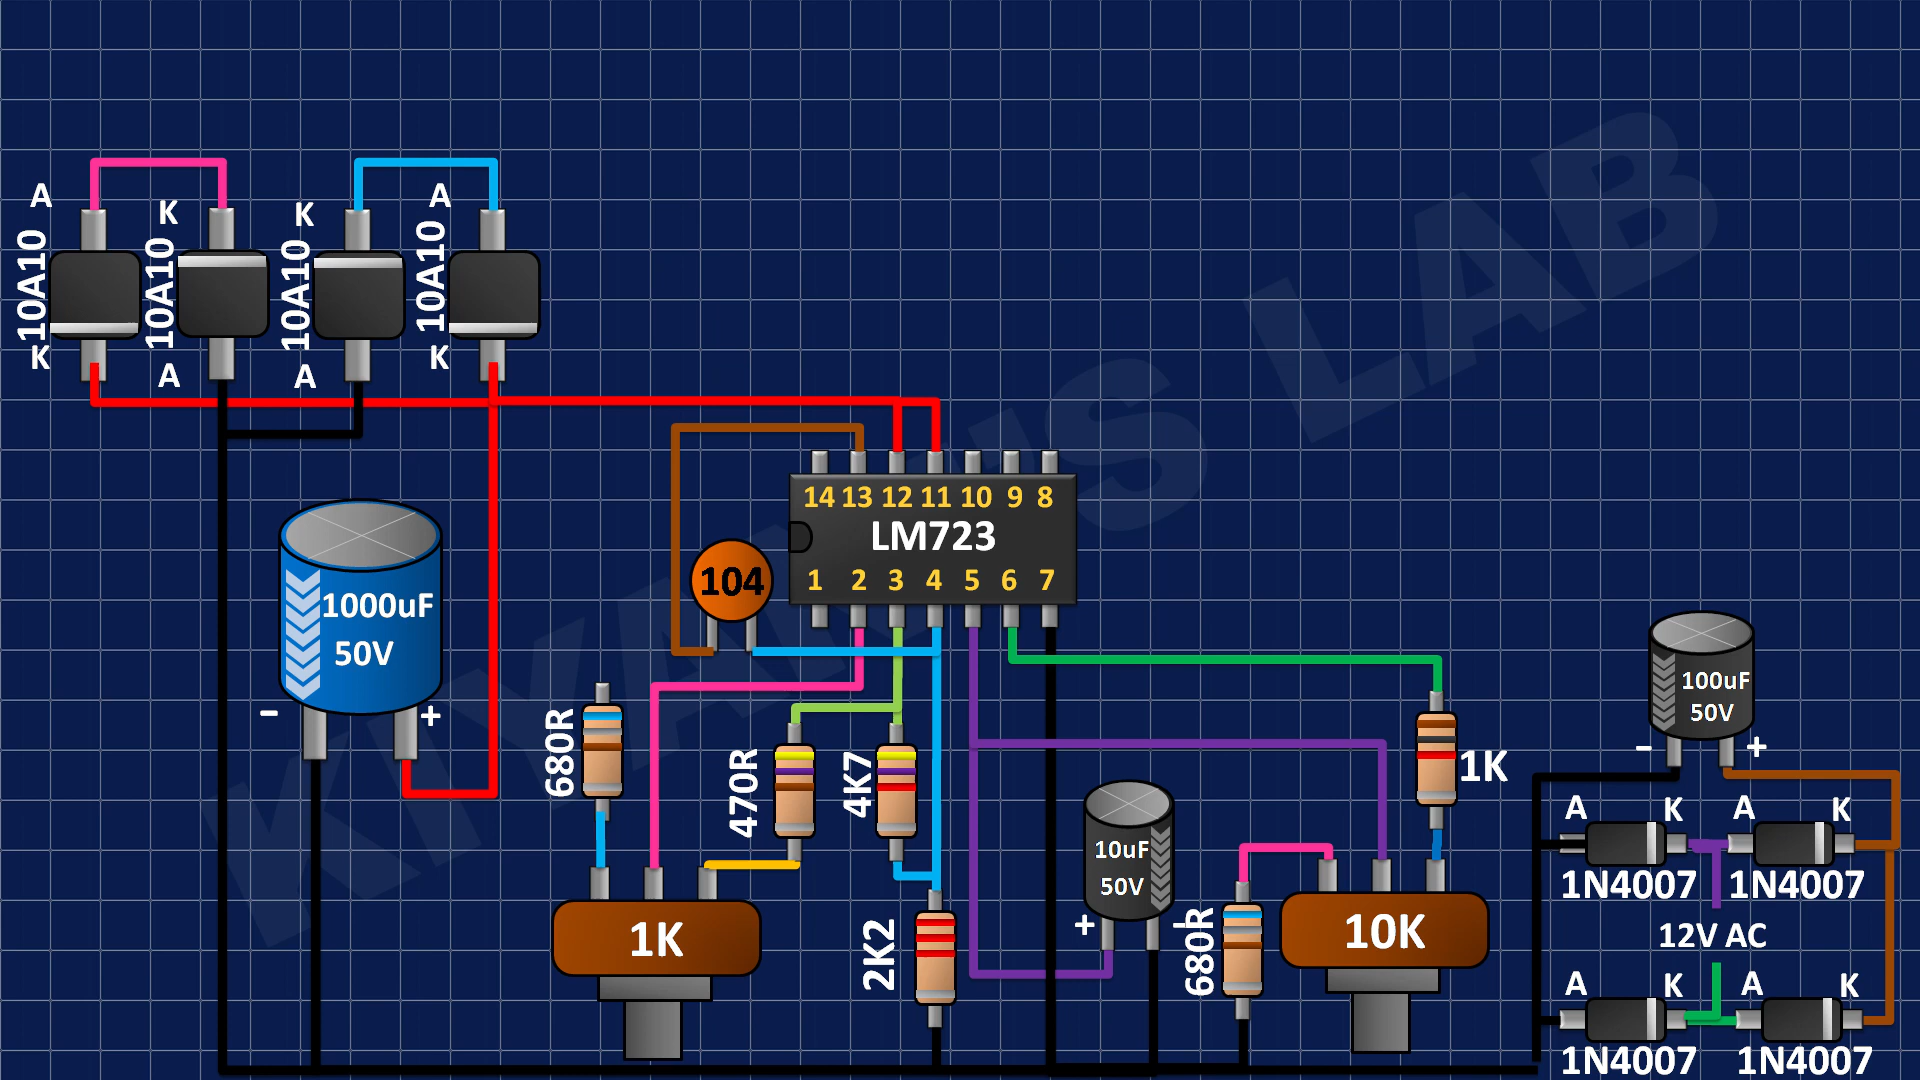 KIYANUS LAB
A
K
K
A
10A10
10A10
10A10
10A10
K
A
A
K
14 13 12 11 10 9 8
LM723
1 2 3 4 5 6 7
104
1000uF
50V
-
+
680R
470R
4K7
1K
2K2
10uF
50V
+
-
680R
10K
1K
100uF
50V
-
+
A
K
A
K
1N4007
1N4007
12V AC
A
K
A
K
1N4007
1N4007